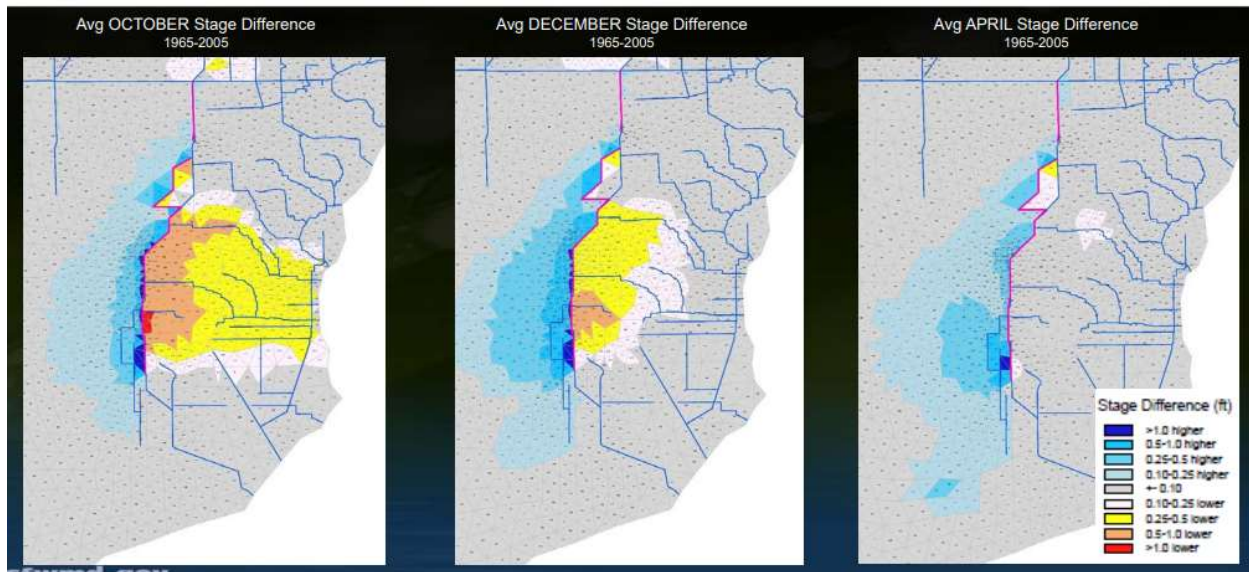 Avg OCTOBER Stage Difference
1965-2005
Avg DECEMBER Stage Difference
1965-2005
Avg APRIL Stage Difference
1965-2005
Stage Difference (ft)
>1.0 higher
0.5-1.0 higher
0.25-0.5 higher
0.10-0.25 higher
+- 0.10
0.10-0.25 lower
0.25-0.5 lower
0.5-1.0 lower
>1.0 lower